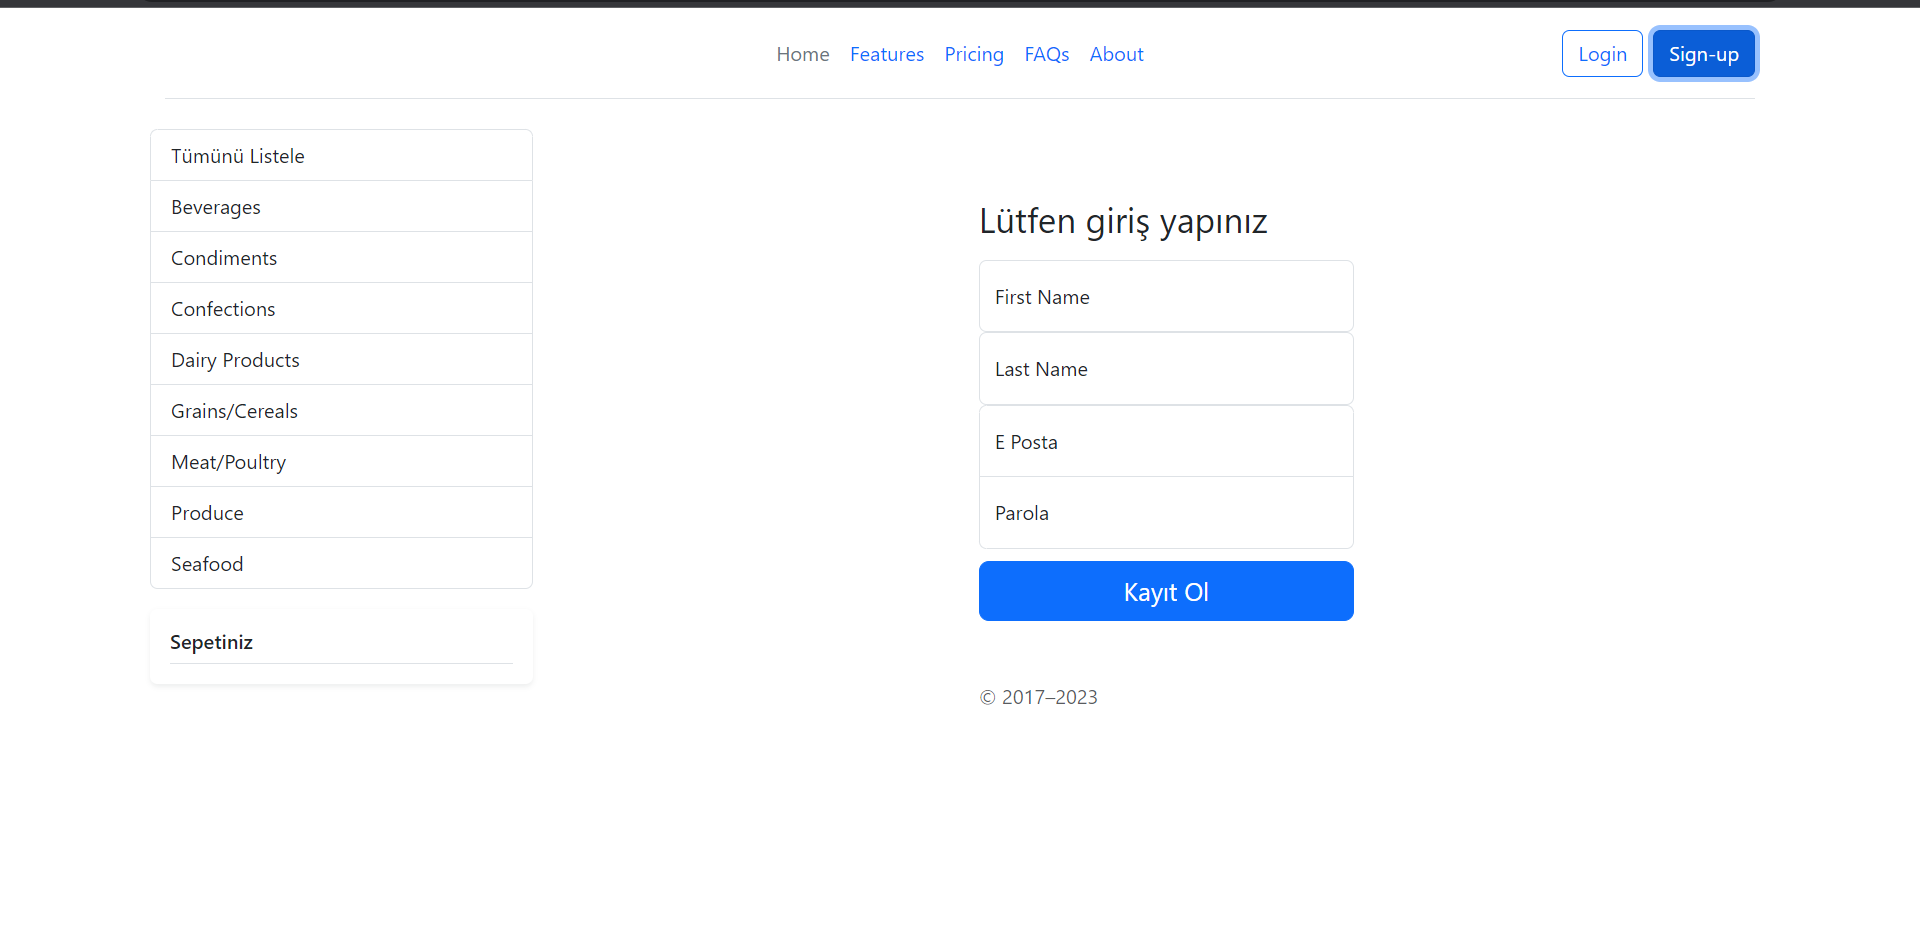 Home Features Pricing FAQs About Login Sign-up
Tümünü Listele
Beverages
Condiments
Confections
Dairy Products
Grains/Cereals
Meat/Poultry
Produce
Seafood
Sepetiniz
Lütfen giriş yapınız
First Name
Last Name
E Posta
Parola
Kayıt Ol
© 2017–2023